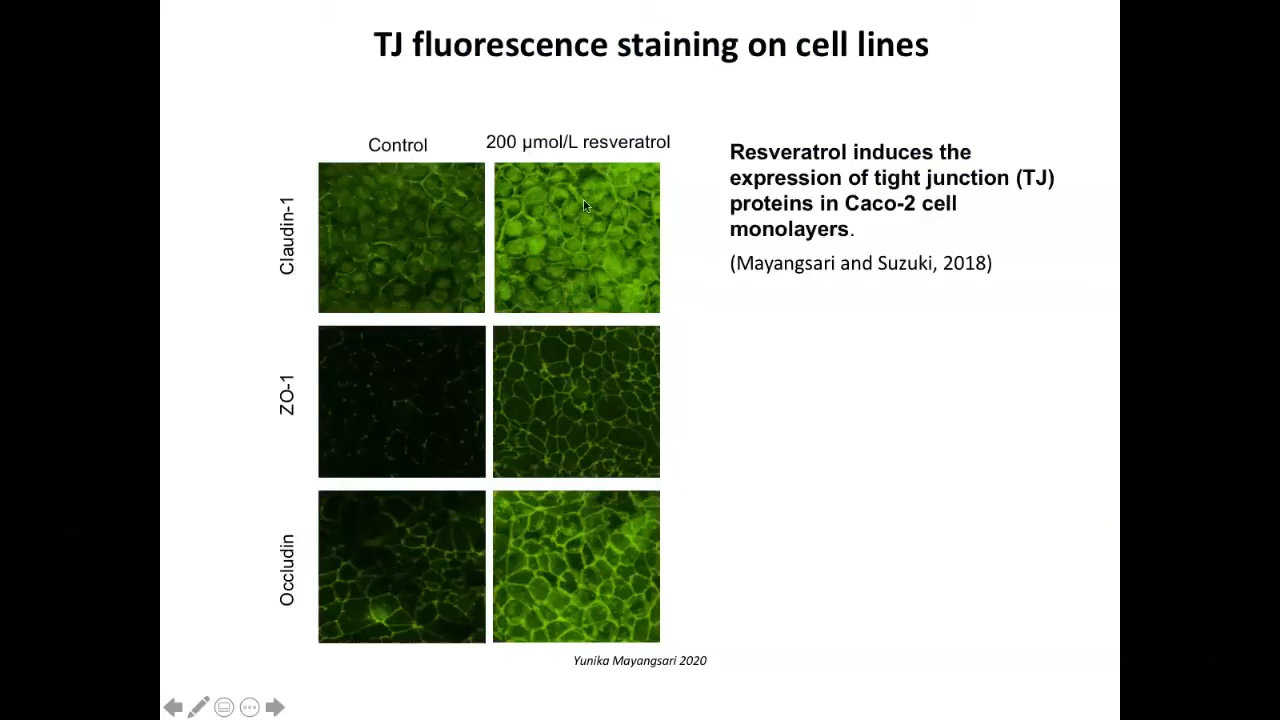 TJ fluorescence staining on cell lines
Control
200 μmol/L resveratrol
Claudin-1
ZO-1
Occludin
Resveratrol induces the
expression of tight junction (TJ)
proteins in Caco-2 cell
monolayers.
(Mayangsari and Suzuki, 2018)
Yunika Mayangsari 2020